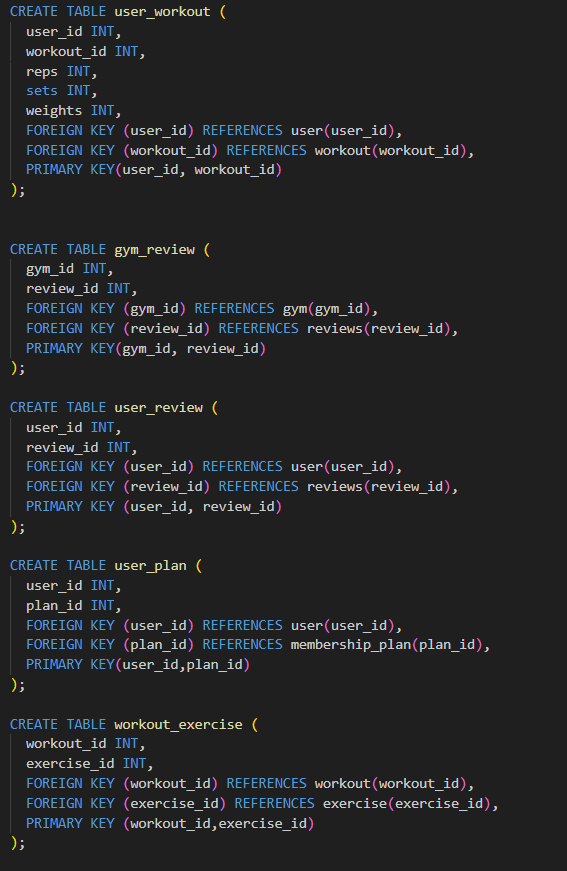 CREATE TABLE user_workout (
user_id INT,
workout_id INT,
reps INT,
sets INT,
weights INT,
FOREIGN KEY (user_id) REFERENCES user(user_id),
FOREIGN KEY (workout_id) REFERENCES workout(workout_id),
PRIMARY KEY(user_id, workout_id)
);
CREATE TABLE gym_review (
gym_id INT,
review_id INT,
FOREIGN KEY (gym_id) REFERENCES gym(gym_id),
FOREIGN KEY (review_id) REFERENCES reviews(review_id),
PRIMARY KEY(gym_id, review_id)
);
CREATE TABLE user_review (
user_id INT,
review_id INT,
FOREIGN KEY (user_id) REFERENCES user(user_id),
FOREIGN KEY (review_id) REFERENCES reviews(review_id),
PRIMARY KEY (user_id, review_id)
);
CREATE TABLE user_plan (
user_id INT,
plan_id INT,
FOREIGN KEY (user_id) REFERENCES user(user_id),
FOREIGN KEY (plan_id) REFERENCES membership_plan(plan_id),
PRIMARY KEY(user_id,plan_id)
);
CREATE TABLE workout_exercise (
workout_id INT,
exercise_id INT,
FOREIGN KEY (workout_id) REFERENCES workout(workout_id),
FOREIGN KEY (exercise_id) REFERENCES exercise(exercise_id),
PRIMARY KEY (workout_id,exercise_id)
);